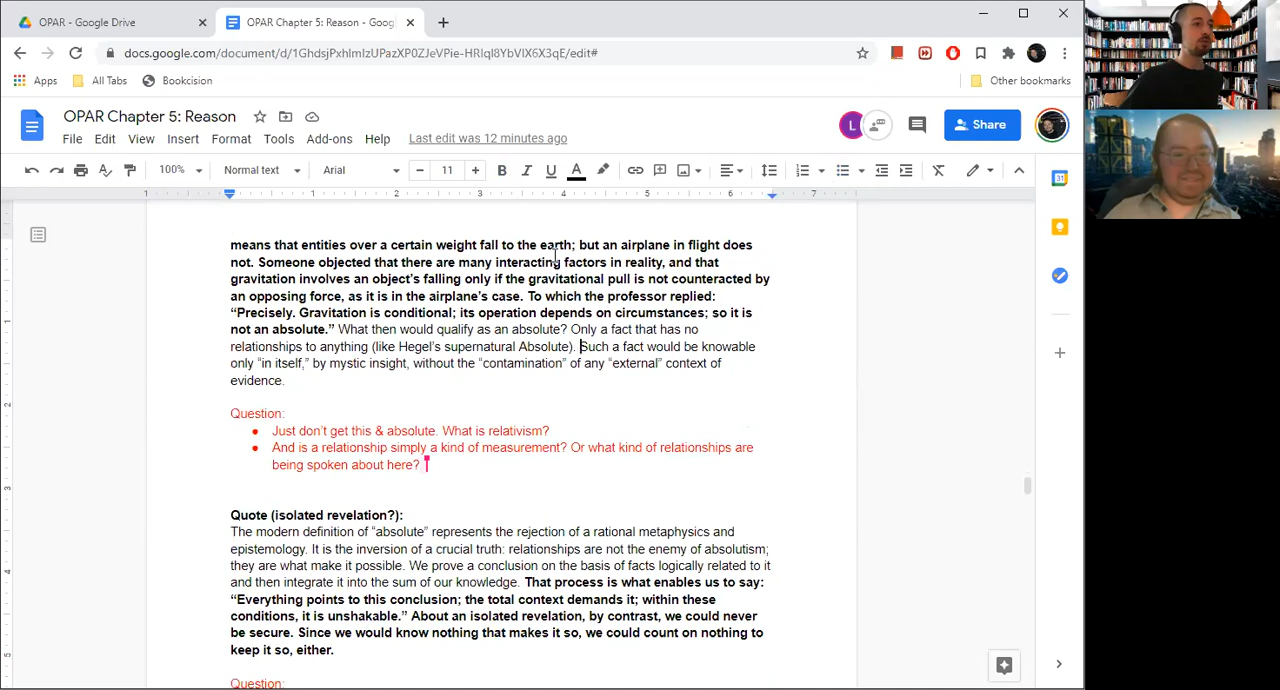 OPAR - Google Drive
OPAR Chapter 5: Reason - Goog
docs.google.com/document/d/
Apps
All Tabs
Bookcision
Other bookmarks
OPAR Chapter 5: Reason
File Edit View Insert Format Tools Add-ons Help Last edit was 12 minutes ago
L
Share
100% Normal text Arial 11 B I U A
1 1 2 3 4 5 6 7
means that entities over a certain weight fall to the earth; but an airplane in flight does
not. Someone objected that there are many interacting factors in reality, and that
gravitation involves an object’s falling only if the gravitational pull is not counteracted by
an opposing force, as it is in the airplane’s case. To which the professor replied:
“Precisely. Gravitation is conditional; its operation depends on circumstances; so it is
not an absolute.” What then would qualify as an absolute? Only a fact that has no
relationships to anything (like Hegel’s supernatural Absolute). Such a fact would be knowable
only “in itself,” by mystic insight, without the “contamination” of any “external” context of
evidence.
Question:
● Just don’t get this & absolute. What is relativism?
● And is a relationship simply a kind of measurement? Or what kind of relationships are
being spoken about here?
Quote (isolated revelation?):
The modern definition of “absolute” represents the rejection of a rational metaphysics and
epistemology. It is the inversion of a crucial truth: relationships are not the enemy of absolutism;
they are what make it possible. We prove a conclusion on the basis of facts logically related to it
and then integrate it into the sum of our knowledge. That process is what enables us to say:
“Everything points to this conclusion; the total context demands it; within these
conditions, it is unshakable.” About an isolated revelation, by contrast, we could never
be secure. Since we would know nothing that makes it so, we could count on nothing to
keep it so, either.
Question: